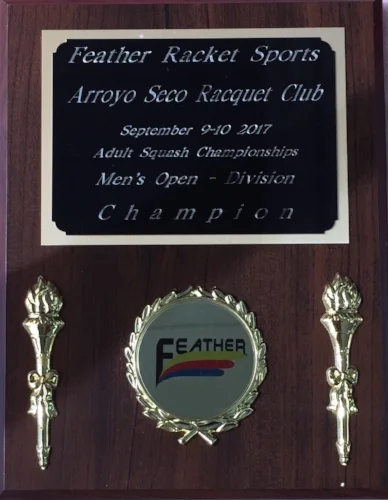 Feather Racket Sports
Arroyo Seco Racquet Club
September 9-10 2017
Adult Squash Championships
Men's Open - Division
Champion
FEATHER